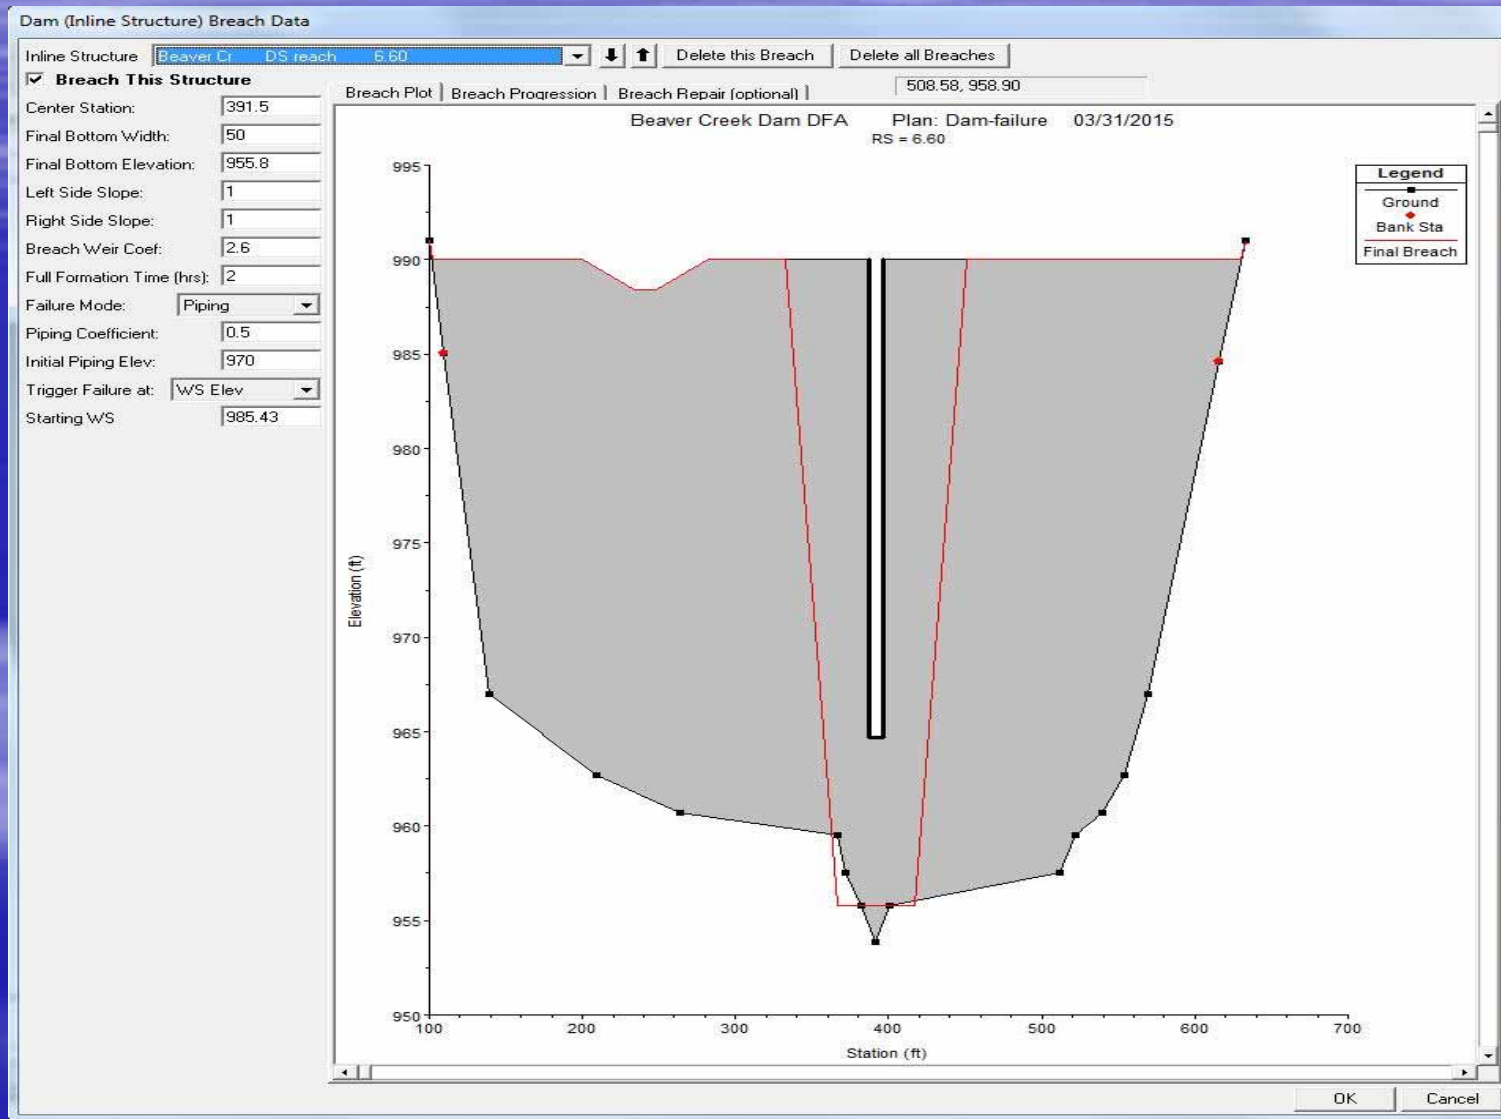 Dam (Inline Structure) Breach Data
Inline Structure Beaver Cr DS reach 6.60 Delete this Breach Delete all Breaches
Breach This Structure
Center Station: 391.5
Final Bottom Width: 50
Final Bottom Elevation: 955.8
Left Side Slope: 1
Right Side Slope: 1
Breach Weir Coef: 2.6
Full Formation Time (hrs): 2
Failure Mode: Piping
Piping Coefficient: 0.5
Initial Piping Elev: 970
Trigger Failure at: WS Elev
Starting WS 985.43
Breach Plot Breach Progression Breach Repair (optional) 508.58, 958.90
Beaver Creek Dam DFA Plan: Dam-failure 03/31/2015
RS = 6.60
Legend
Ground
Bank Sta
Final Breach
995
990
985
980
975
970
965
960
955
950
Elevation (ft)
100 200 300 400 500 600 700
Station (ft)
OK Cancel